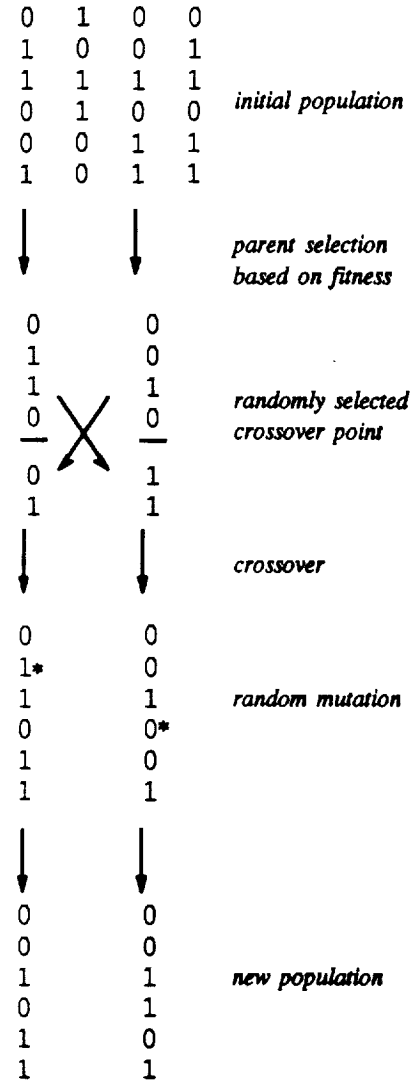 0 1 0 0
1 0 0 1
1 1 1 1
0 1 0 0
0 0 1 1
1 0 1 1
initial population
parent selection
based on fitness
0 0
1 0
1 1
0 0
0 1
1 1
randomly selected
crossover point
crossover
0 0
1* 0
1 1
0 0*
1 0
1 1
random mutation
0 0
0 0
1 1
0 1
1 0
1 1
new population